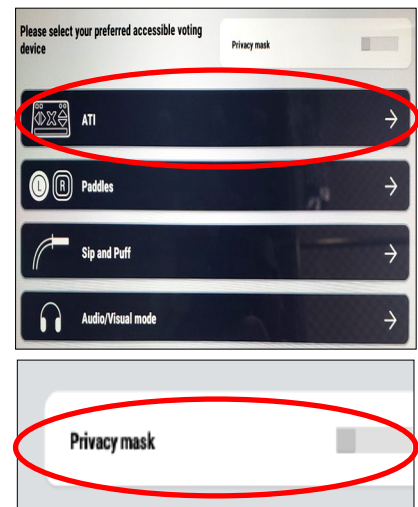 Please select your preferred accessible voting
device
Privacy mask
ATI
L R Paddles
Sip and Puff
Audio/Visual mode
Privacy mask